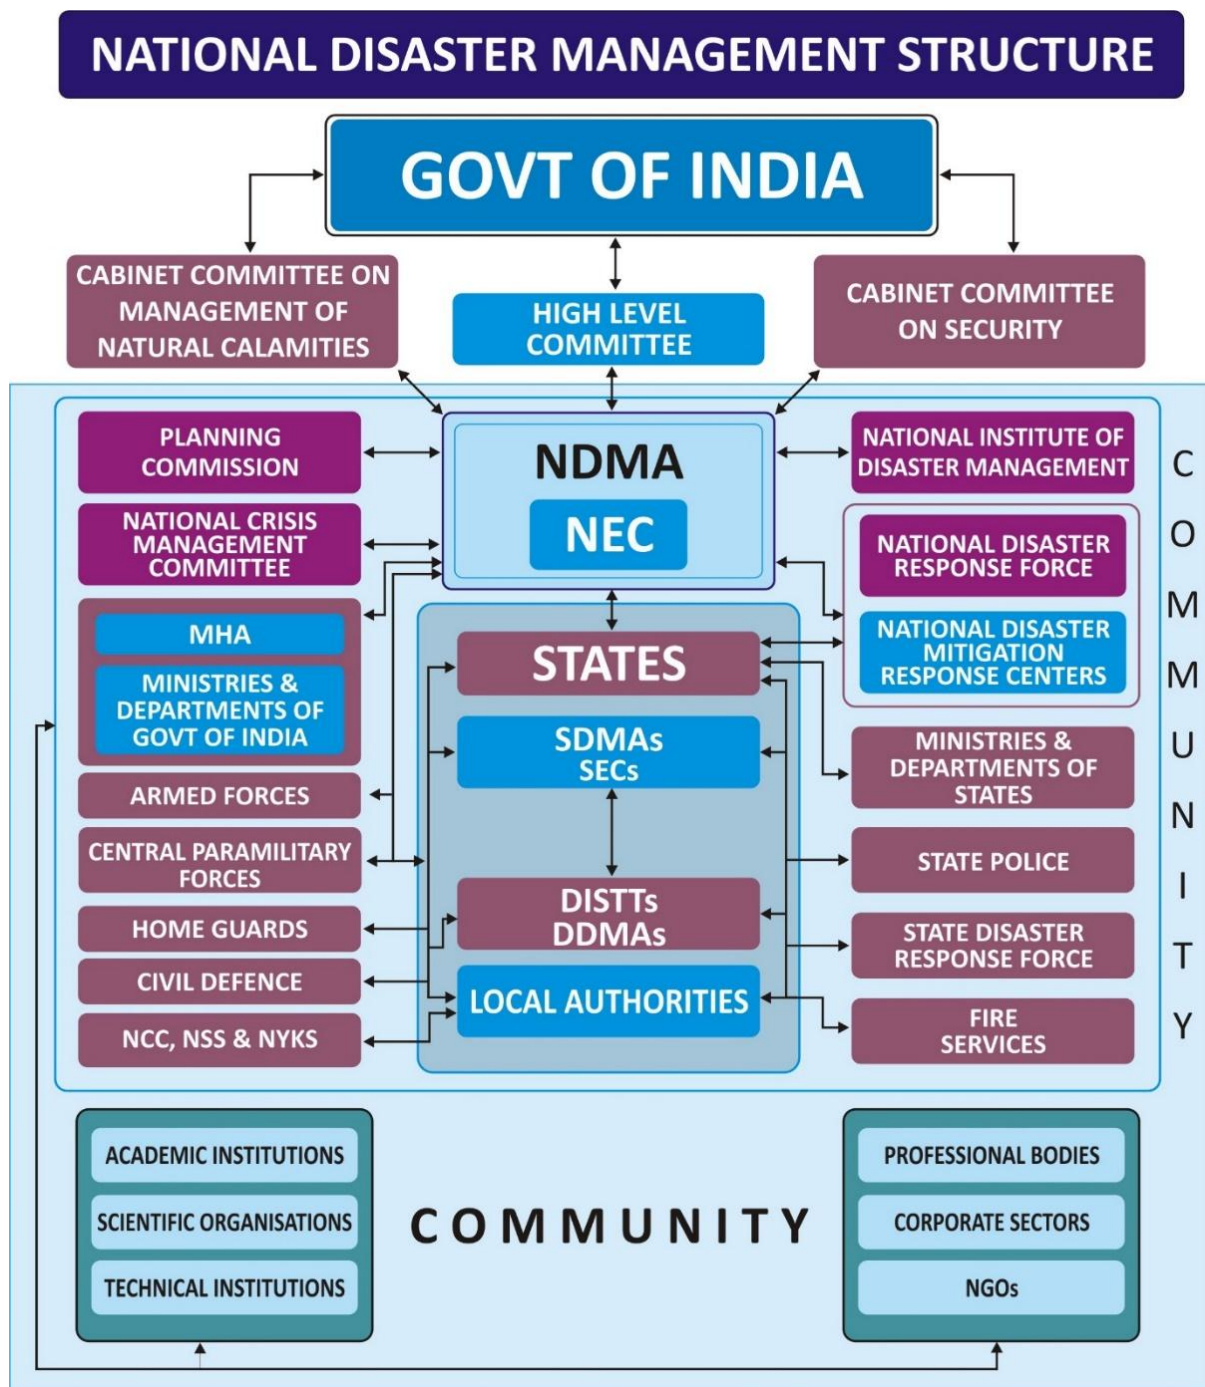 NATIONAL DISASTER MANAGEMENT STRUCTURE
GOVT OF INDIA
CABINET COMMITTEE ON
MANAGEMENT OF
NATURAL CALAMITIES
HIGH LEVEL
COMMITTEE
CABINET COMMITTEE
ON SECURITY
PLANNING
COMMISSION
NATIONAL CRISIS
MANAGEMENT
COMMITTEE
MHA
MINISTRIES &
DEPARTMENTS OF
GOVT OF INDIA
ARMED FORCES
CENTRAL PARAMILITARY
FORCES
HOME GUARDS
CIVIL DEFENCE
NCC, NSS & NYKS
NDMA
NEC
STATES
SDMAs
SECs
DISTTs
DDMAs
LOCAL AUTHORITIES
NATIONAL INSTITUTE OF
DISASTER MANAGEMENT
NATIONAL DISASTER
RESPONSE FORCE
NATIONAL DISASTER
MITIGATION
RESPONSE CENTERS
MINISTRIES &
DEPARTMENTS OF
STATES
STATE POLICE
STATE DISASTER
RESPONSE FORCE
FIRE
SERVICES
COMMUNITY
ACADEMIC INSTITUTIONS
SCIENTIFIC ORGANISATIONS
TECHNICAL INSTITUTIONS
COMMUNITY
PROFESSIONAL BODIES
CORPORATE SECTORS
NGOs